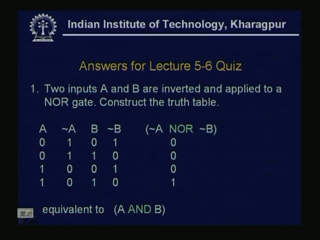 Indian Institute of Technology, Kharagpur
Answers for Lecture 5-6 Quiz
1. Two inputs A and B are inverted and applied to a
NOR gate. Construct the truth table.
A ~A B ~B (~A NOR ~B)
0 1 0 1 0
0 1 1 0 0
1 0 0 1 0
1 0 1 0 1
equivalent to (A AND B)